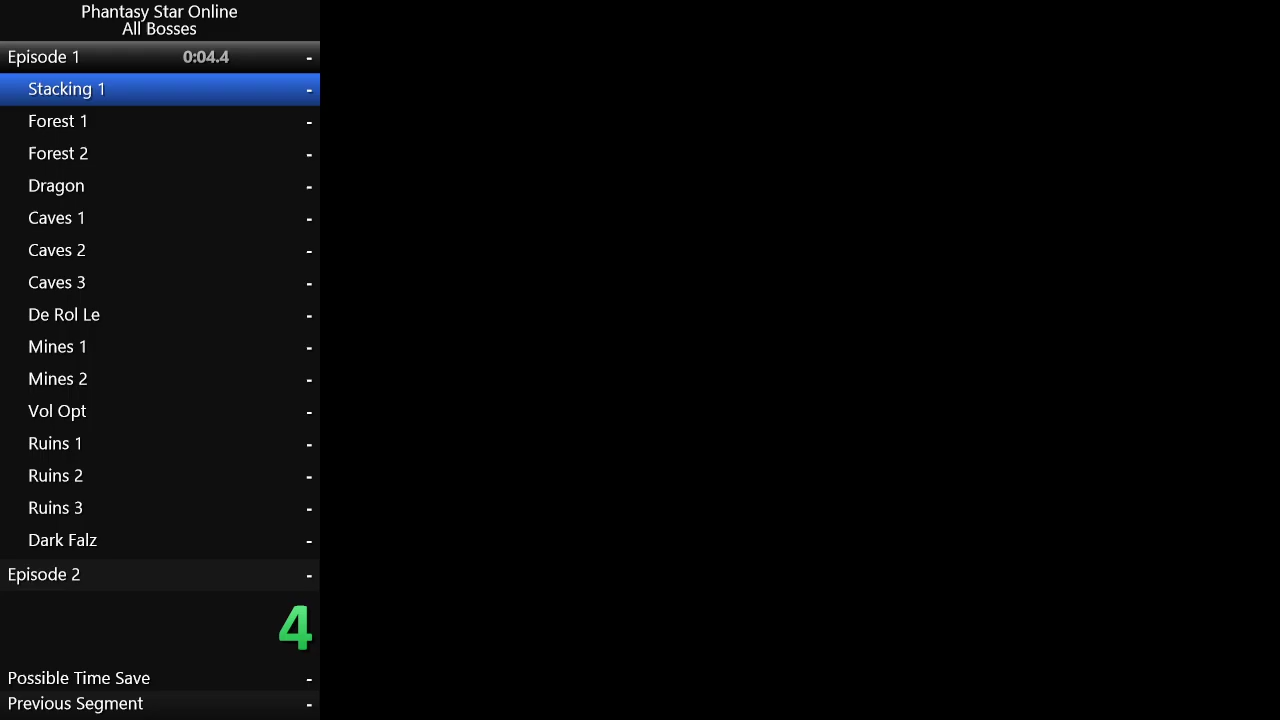 Phantasy Star Online
All Bosses
Episode 1 0:04.4 -
Stacking 1 -
Forest 1 -
Forest 2 -
Dragon -
Caves 1 -
Caves 2 -
Caves 3 -
De Rol Le -
Mines 1 -
Mines 2 -
Vol Opt -
Ruins 1 -
Ruins 2 -
Ruins 3 -
Dark Falz -
Episode 2 -
4
Possible Time Save -
Previous Segment -